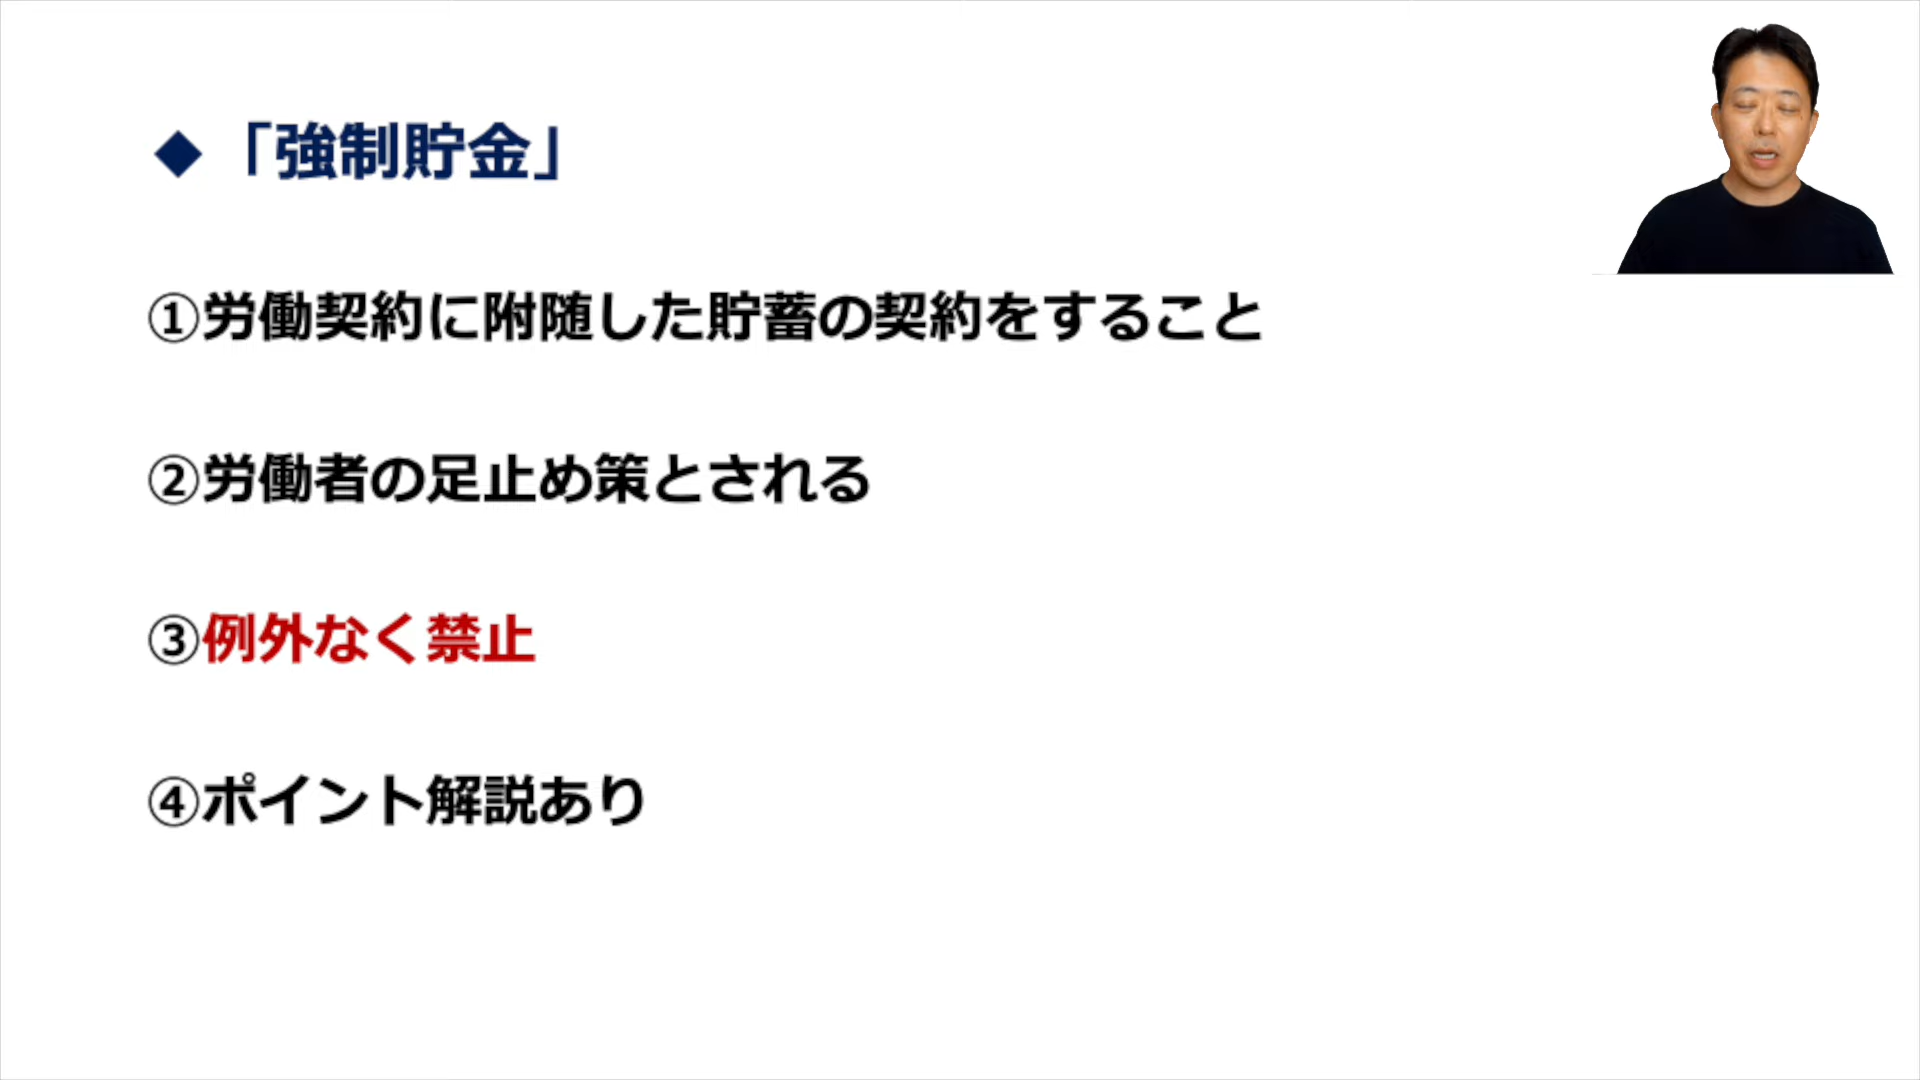 ◆「強制貯金」
①労働契約に附随した貯蓄の契約をすること
②労働者の足止め策とされる
③例外なく禁止
④ポイント解説あり